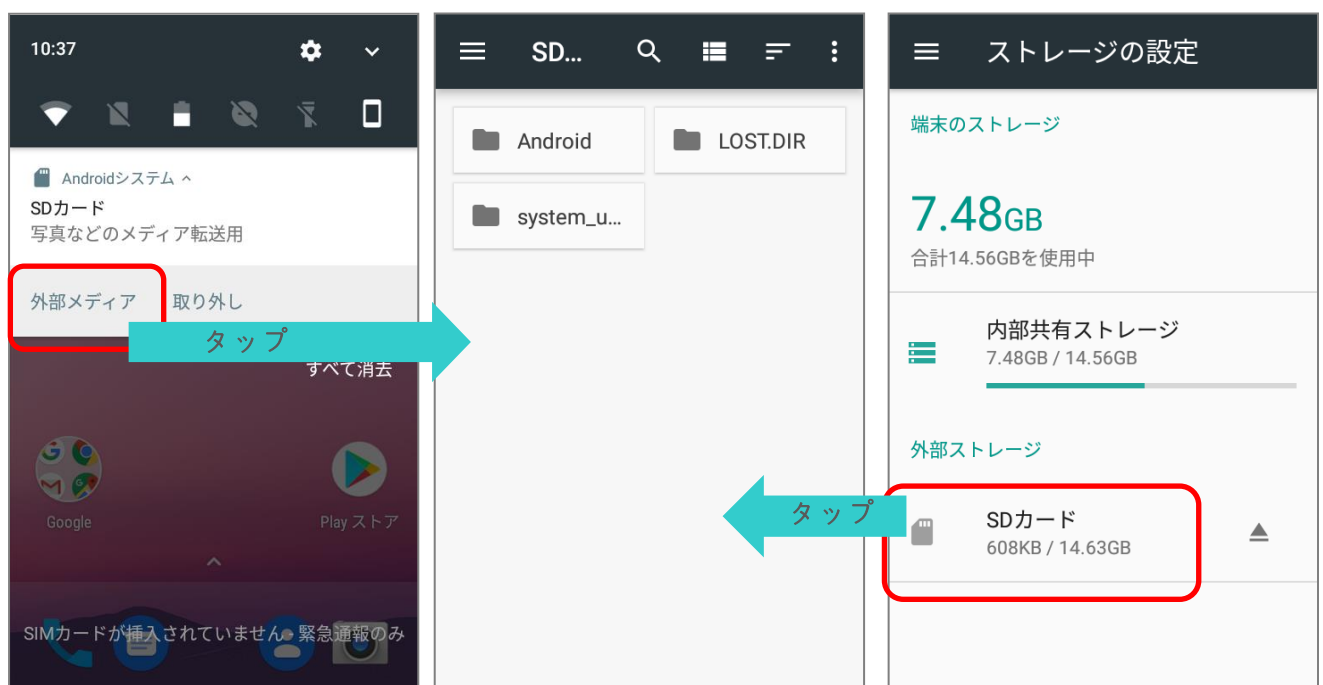 10:37
Androidシステム
SDカード
写真などのメディア転送用
外部メディア
取り外し
タップ
すべて消去
Google
Play ストア
SIMカードが挿入されていません - 緊急通報のみ
SD...
Android
LOST.DIR
system_u...
タップ
ストレージの設定
端末のストレージ
7.48GB
合計14.56GBを使用中
内部共有ストレージ
7.48GB / 14.56GB
外部ストレージ
SDカード
608KB / 14.63GB